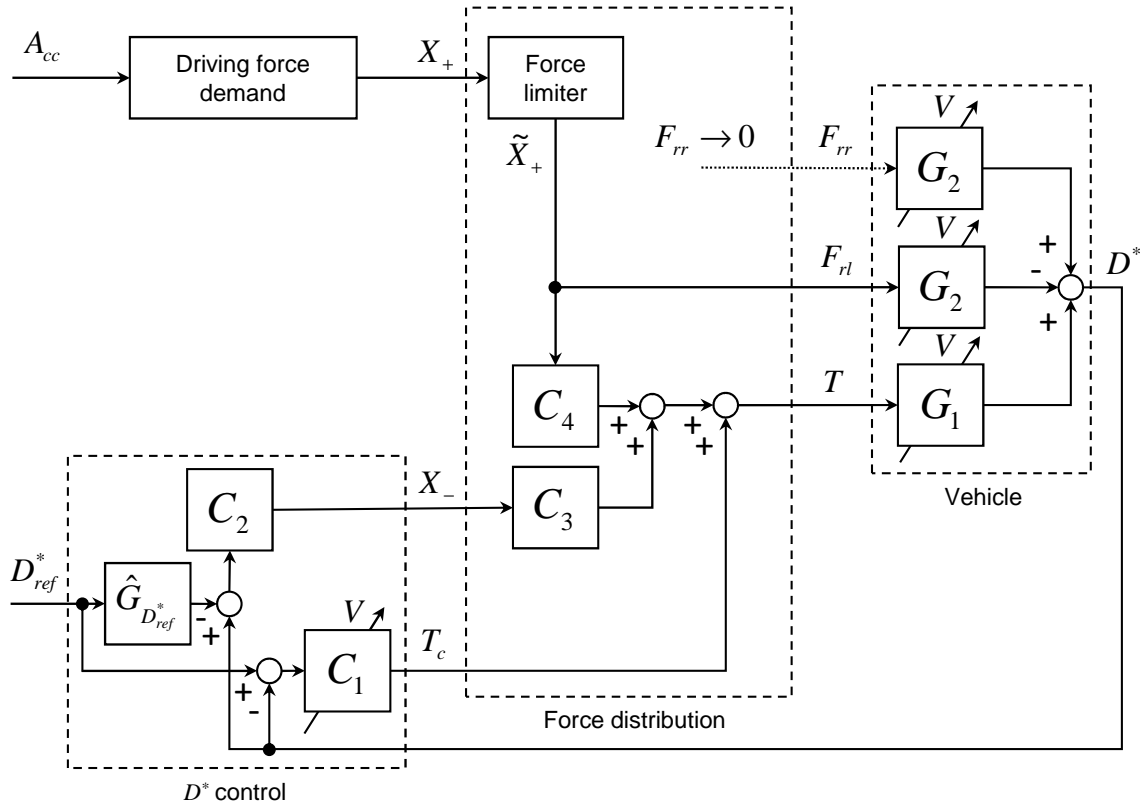 A_cc
Driving force
demand
X_+
Force
limiter
X̃_+
F_rr → 0
F_rr
V
G_2
F_rl
V
G_2
+
-
+
D*
V
G_1
T
C_4
+
+
+
+
C_3
X_-
C_2
D*_ref
Ĝ_D*_ref
-
+
V
C_1
T_c
+
-
Vehicle
Force distribution
D* control